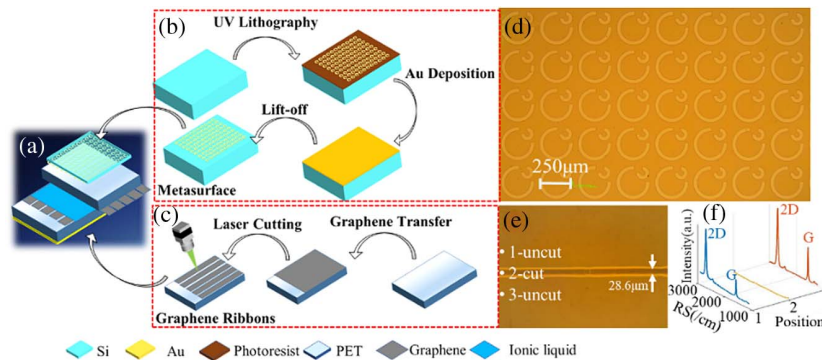 (a)
(b)
UV Lithography
Au Deposition
Lift-off
Metasurface
(c)
Laser Cutting
Graphene Transfer
Graphene Ribbons
(d)
250μm
(e)
1-uncut
2-cut
3-uncut
28.6μm
(f)
2D
2D
G
G
Intensity(a.u.)
3000
2000
1000
RS(/cm)
1
2
Position
Si
Au
Photoresist
PET
Graphene
Ionic liquid